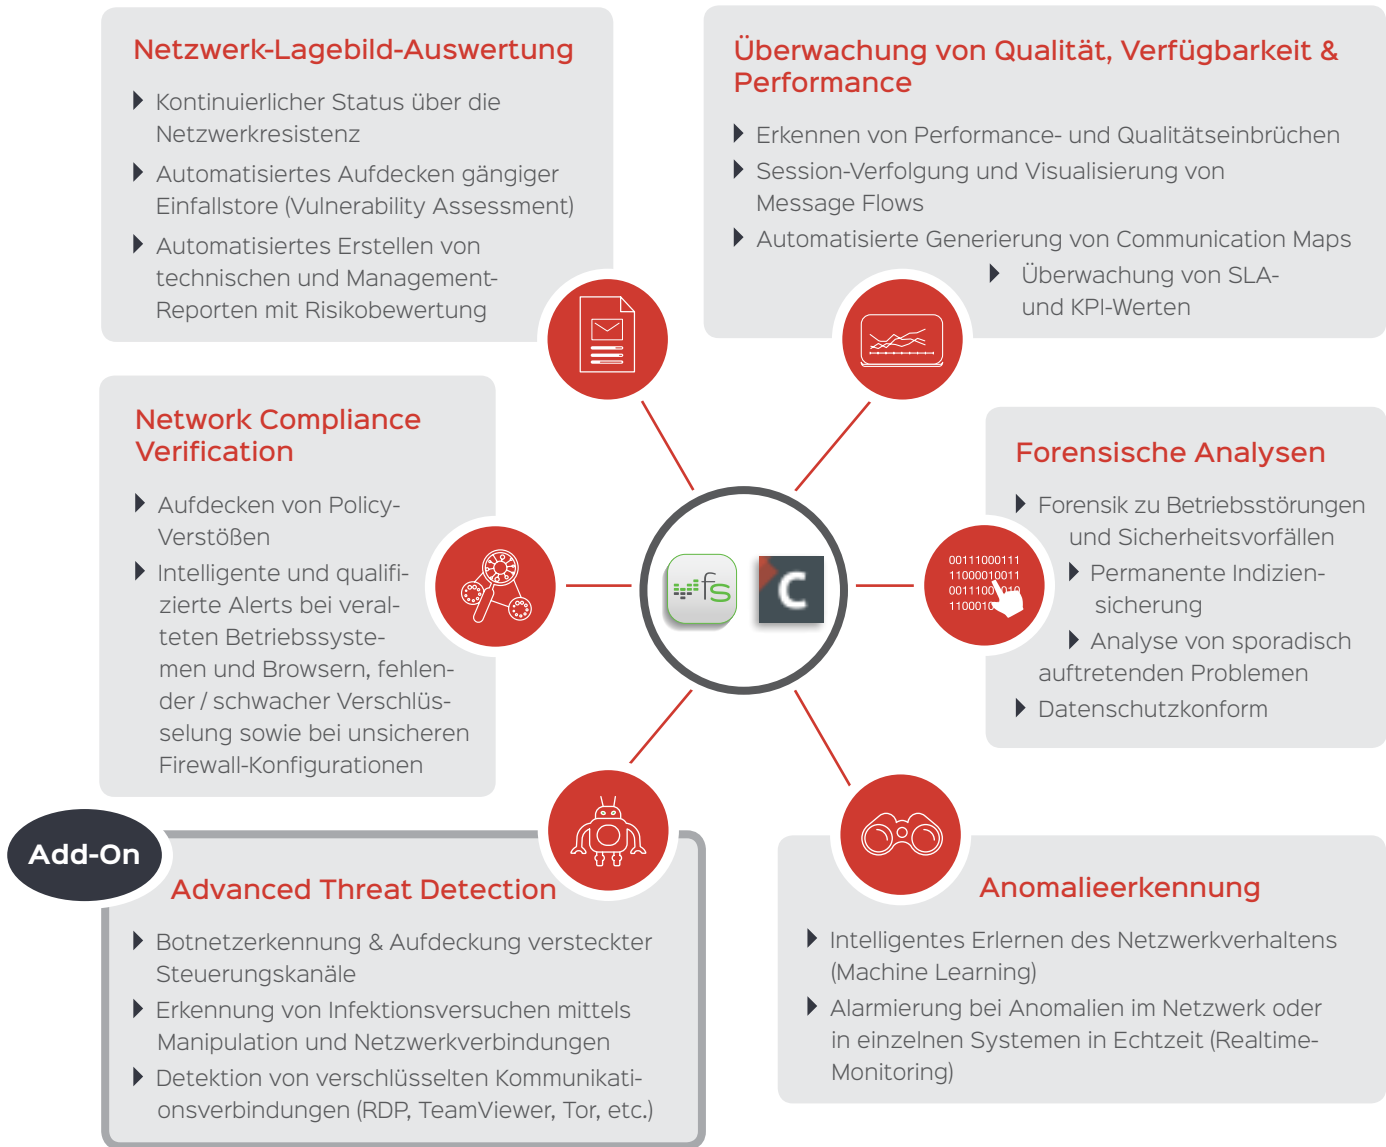 Netzwerk-Lagebild-Auswertung
Kontinuierlicher Status über die
Netzwerkresistenz
Automatisiertes Aufdecken gängiger
Einfallstore (Vulnerability Assessment)
Automatisiertes Erstellen von
technischen und Management-
Reporten mit Risikobewertung
Überwachung von Qualität, Verfügbarkeit &
Performance
Erkennen von Performance- und Qualitätseinbrüchen
Session-Verfolgung und Visualisierung von
Message Flows
Automatisierte Generierung von Communication Maps
Überwachung von SLA-
und KPI-Werten
Network Compliance
Verification
Aufdecken von Policy-
Verstößen
Intelligente und qualifi-
zierte Alerts bei veral-
teten Betriebssyste-
men und Browsern, fehlen-
der / schwacher Verschlüs-
selung sowie bei unsicheren
Firewall-Konfigurationen
fs
C
00111000111
11000010011
Forensische Analysen
Forensik zu Betriebsstörungen
und Sicherheitsvorfällen
Permanente Indizien-
sicherung
Analyse von sporadisch
auftretenden Problemen
Datenschutzkonform
Add-On
Advanced Threat Detection
Botnetzerkennung & Aufdeckung versteckter
Steuerungskanäle
Erkennung von Infektionsversuchen mittels
Manipulation und Netzwerkverbindungen
Detektion von verschlüsselten Kommunikati-
onsverbindungen (RDP, TeamViewer, Tor, etc.)
Anomalieerkennung
Intelligentes Erlernen des Netzwerkverhaltens
(Machine Learning)
Alarmierung bei Anomalien im Netzwerk oder
in einzelnen Systemen in Echtzeit (Realtime-
Monitoring)